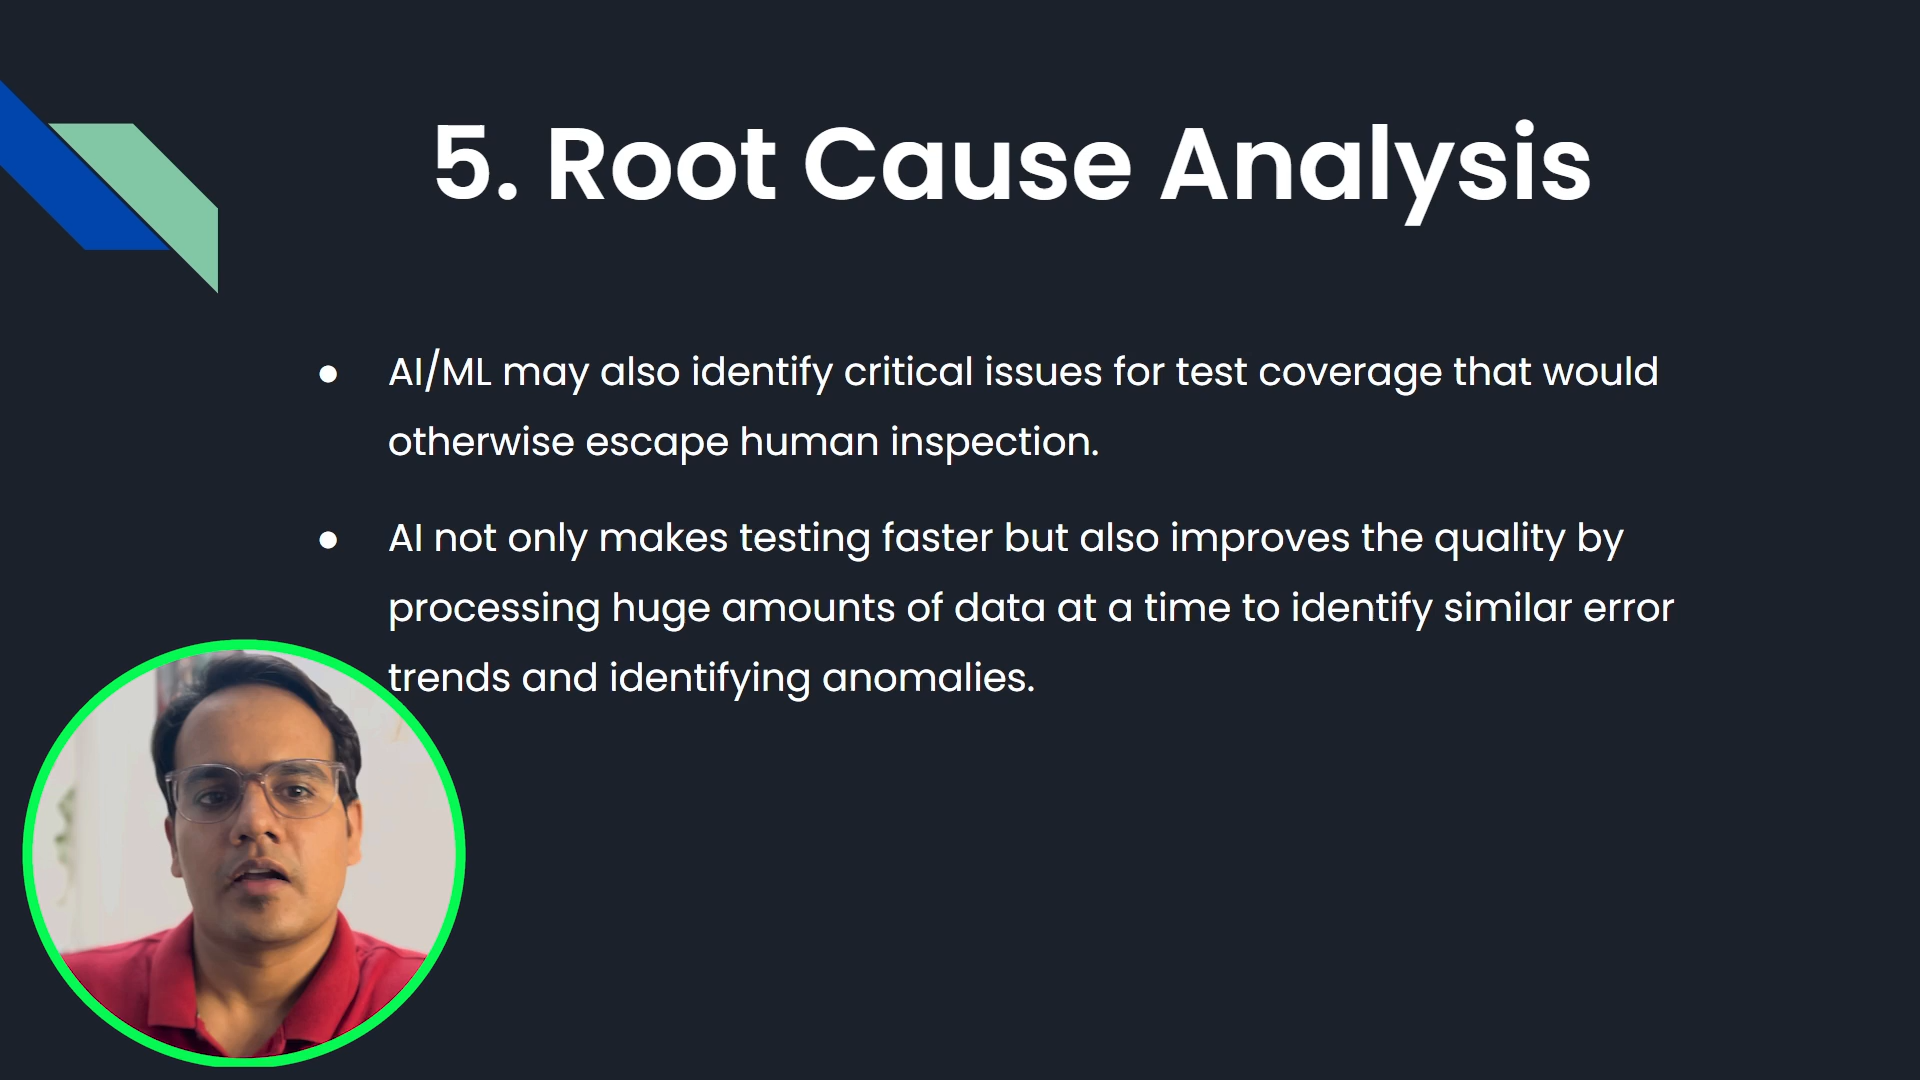 5. Root Cause Analysis
● AI/ML may also identify critical issues for test coverage that would
otherwise escape human inspection.
● AI not only makes testing faster but also improves the quality by
processing huge amounts of data at a time to identify similar error
trends and identifying anomalies.